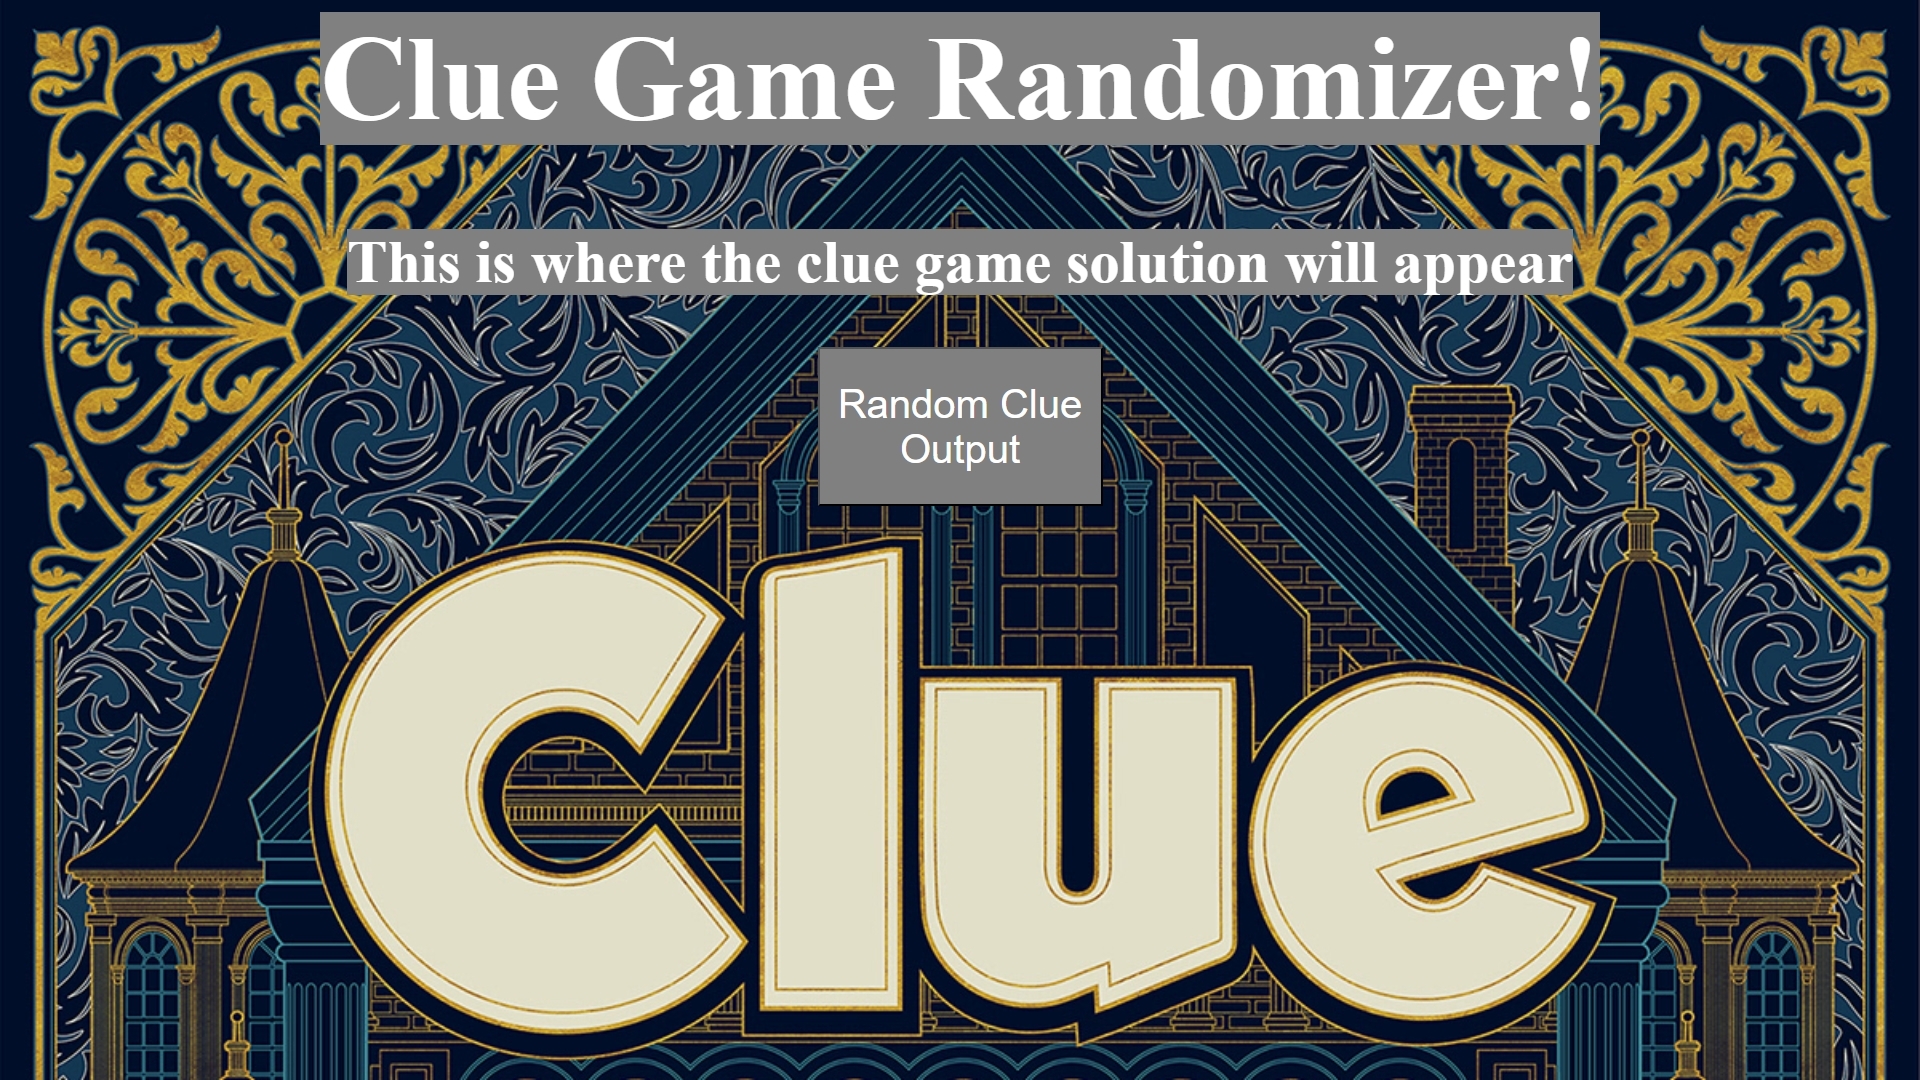 Clue Game Randomizer!
This is where the clue game solution will appear
Random Clue
Output
Clue